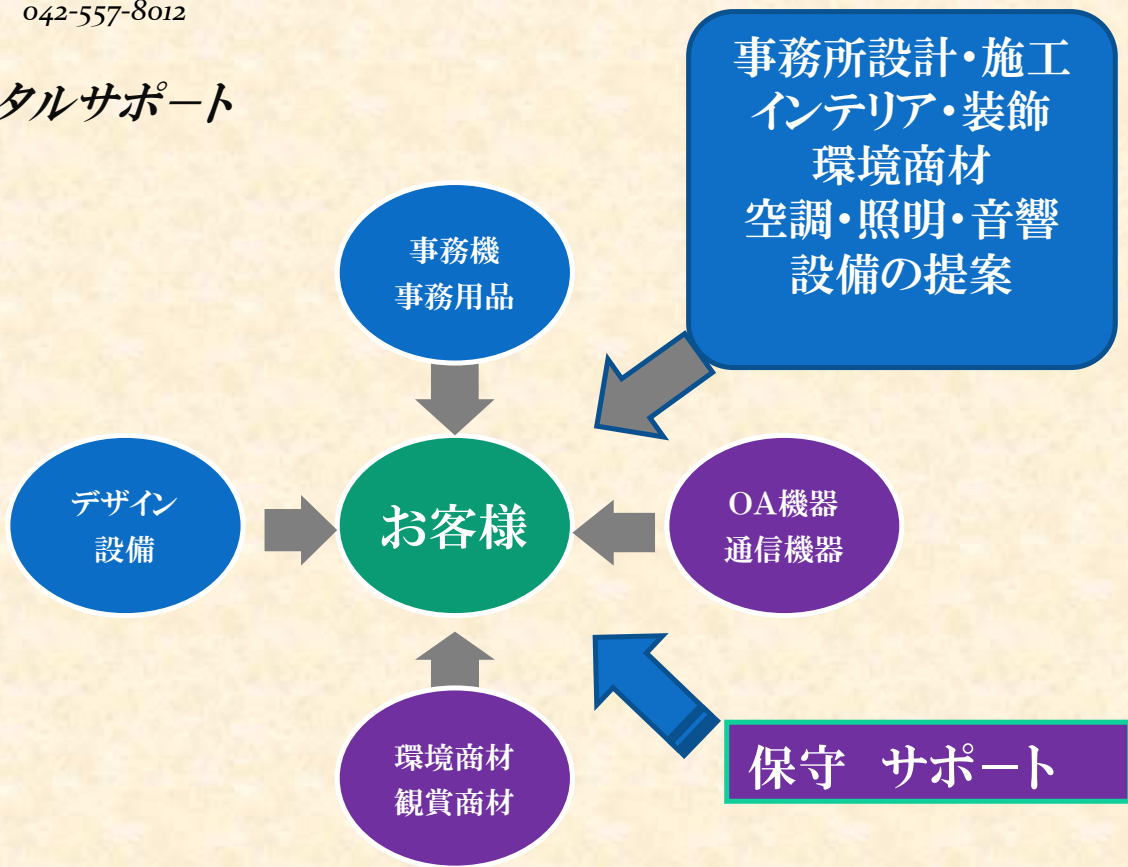 042-557-8012
タルサポート
事務所設計・施工
インテリア・装飾
環境商材
空調・照明・音響
設備の提案
事務機
事務用品
デザイン
設備
お客様
OA機器
通信機器
環境商材
観賞商材
保守　サポート